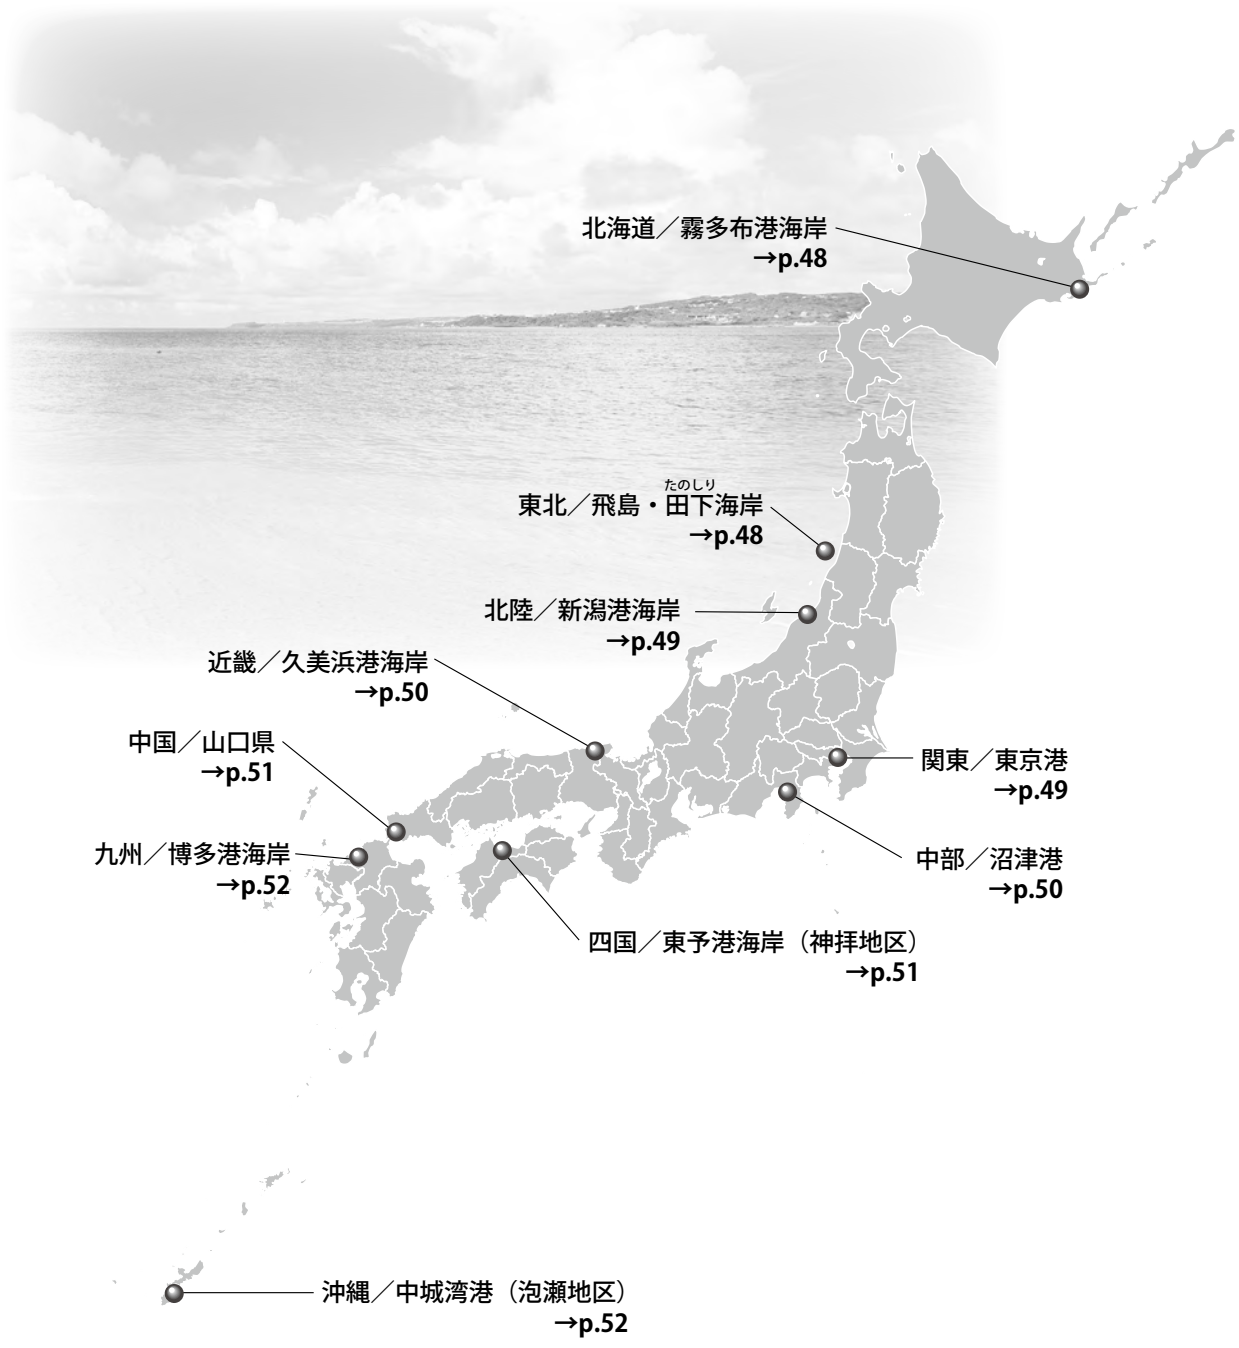 北海道／霧多布港海岸
→p.48
たのしり
東北／飛島・田下海岸
→p.48
北陸／新潟港海岸
→p.49
近畿／久美浜港海岸
→p.50
中国／山口県
→p.51
関東／東京港
→p.49
九州／博多港海岸
→p.52
中部／沼津港
→p.50
四国／東予港海岸（神拝地区）
→p.51
沖縄／中城湾港（泡瀬地区）
→p.52